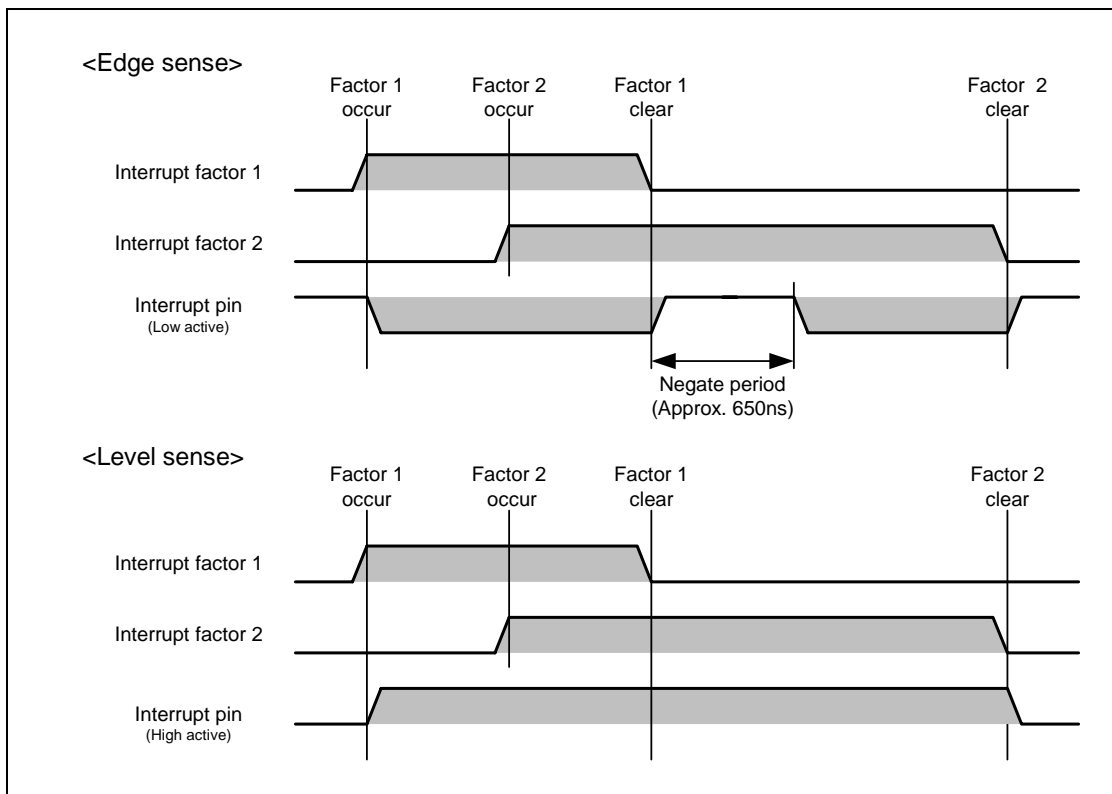 <Edge sense>
Factor 1
occur
Factor 2
occur
Factor 1
clear
Factor 2
clear
Interrupt factor 1
Interrupt factor 2
Interrupt pin
(Low active)
Negate period
(Approx. 650ns)
<Level sense>
Factor 1
occur
Factor 2
occur
Factor 1
clear
Factor 2
clear
Interrupt factor 1
Interrupt factor 2
Interrupt pin
(High active)